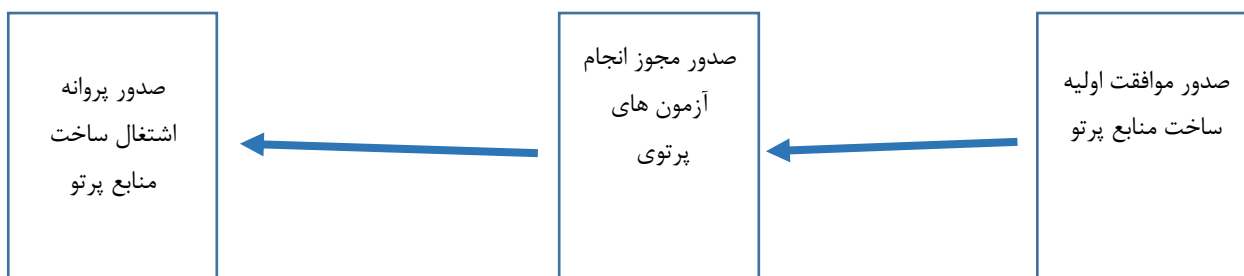 صدور موافقت اولیه
ساخت منابع پرتو
صدور مجوز انجام
آزمون های
پرتوی
صدور پروانه
اشتغال ساخت
منابع پرتو